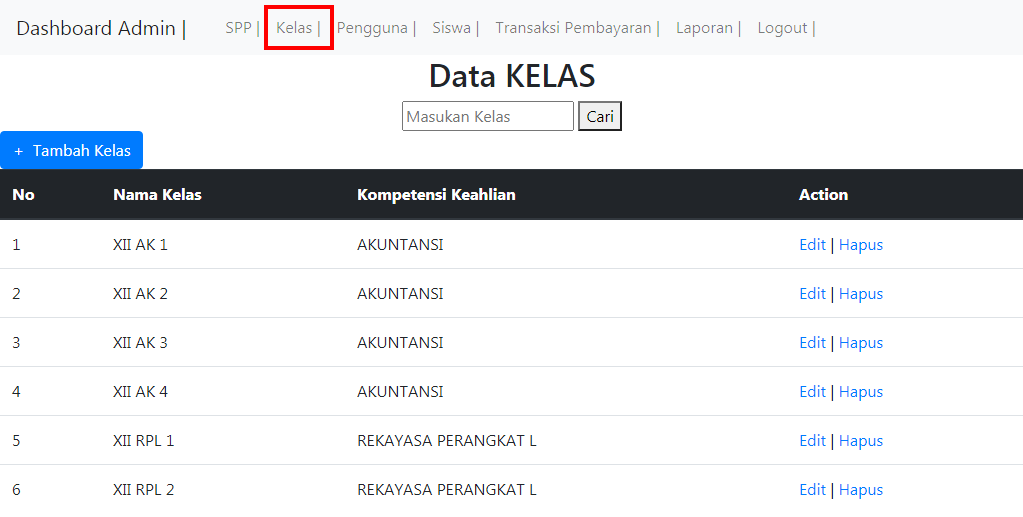 Dashboard Admin | SPP | Kelas | Pengguna | Siswa | Transaksi Pembayaran | Laporan | Logout |
Data KELAS
Masukan Kelas Cari
+ Tambah Kelas
No Nama Kelas Kompetensi Keahlian Action
1 XII AK 1 AKUNTANSI Edit | Hapus
2 XII AK 2 AKUNTANSI Edit | Hapus
3 XII AK 3 AKUNTANSI Edit | Hapus
4 XII AK 4 AKUNTANSI Edit | Hapus
5 XII RPL 1 REKAYASA PERANGKAT L Edit | Hapus
6 XII RPL 2 REKAYASA PERANGKAT L Edit | Hapus